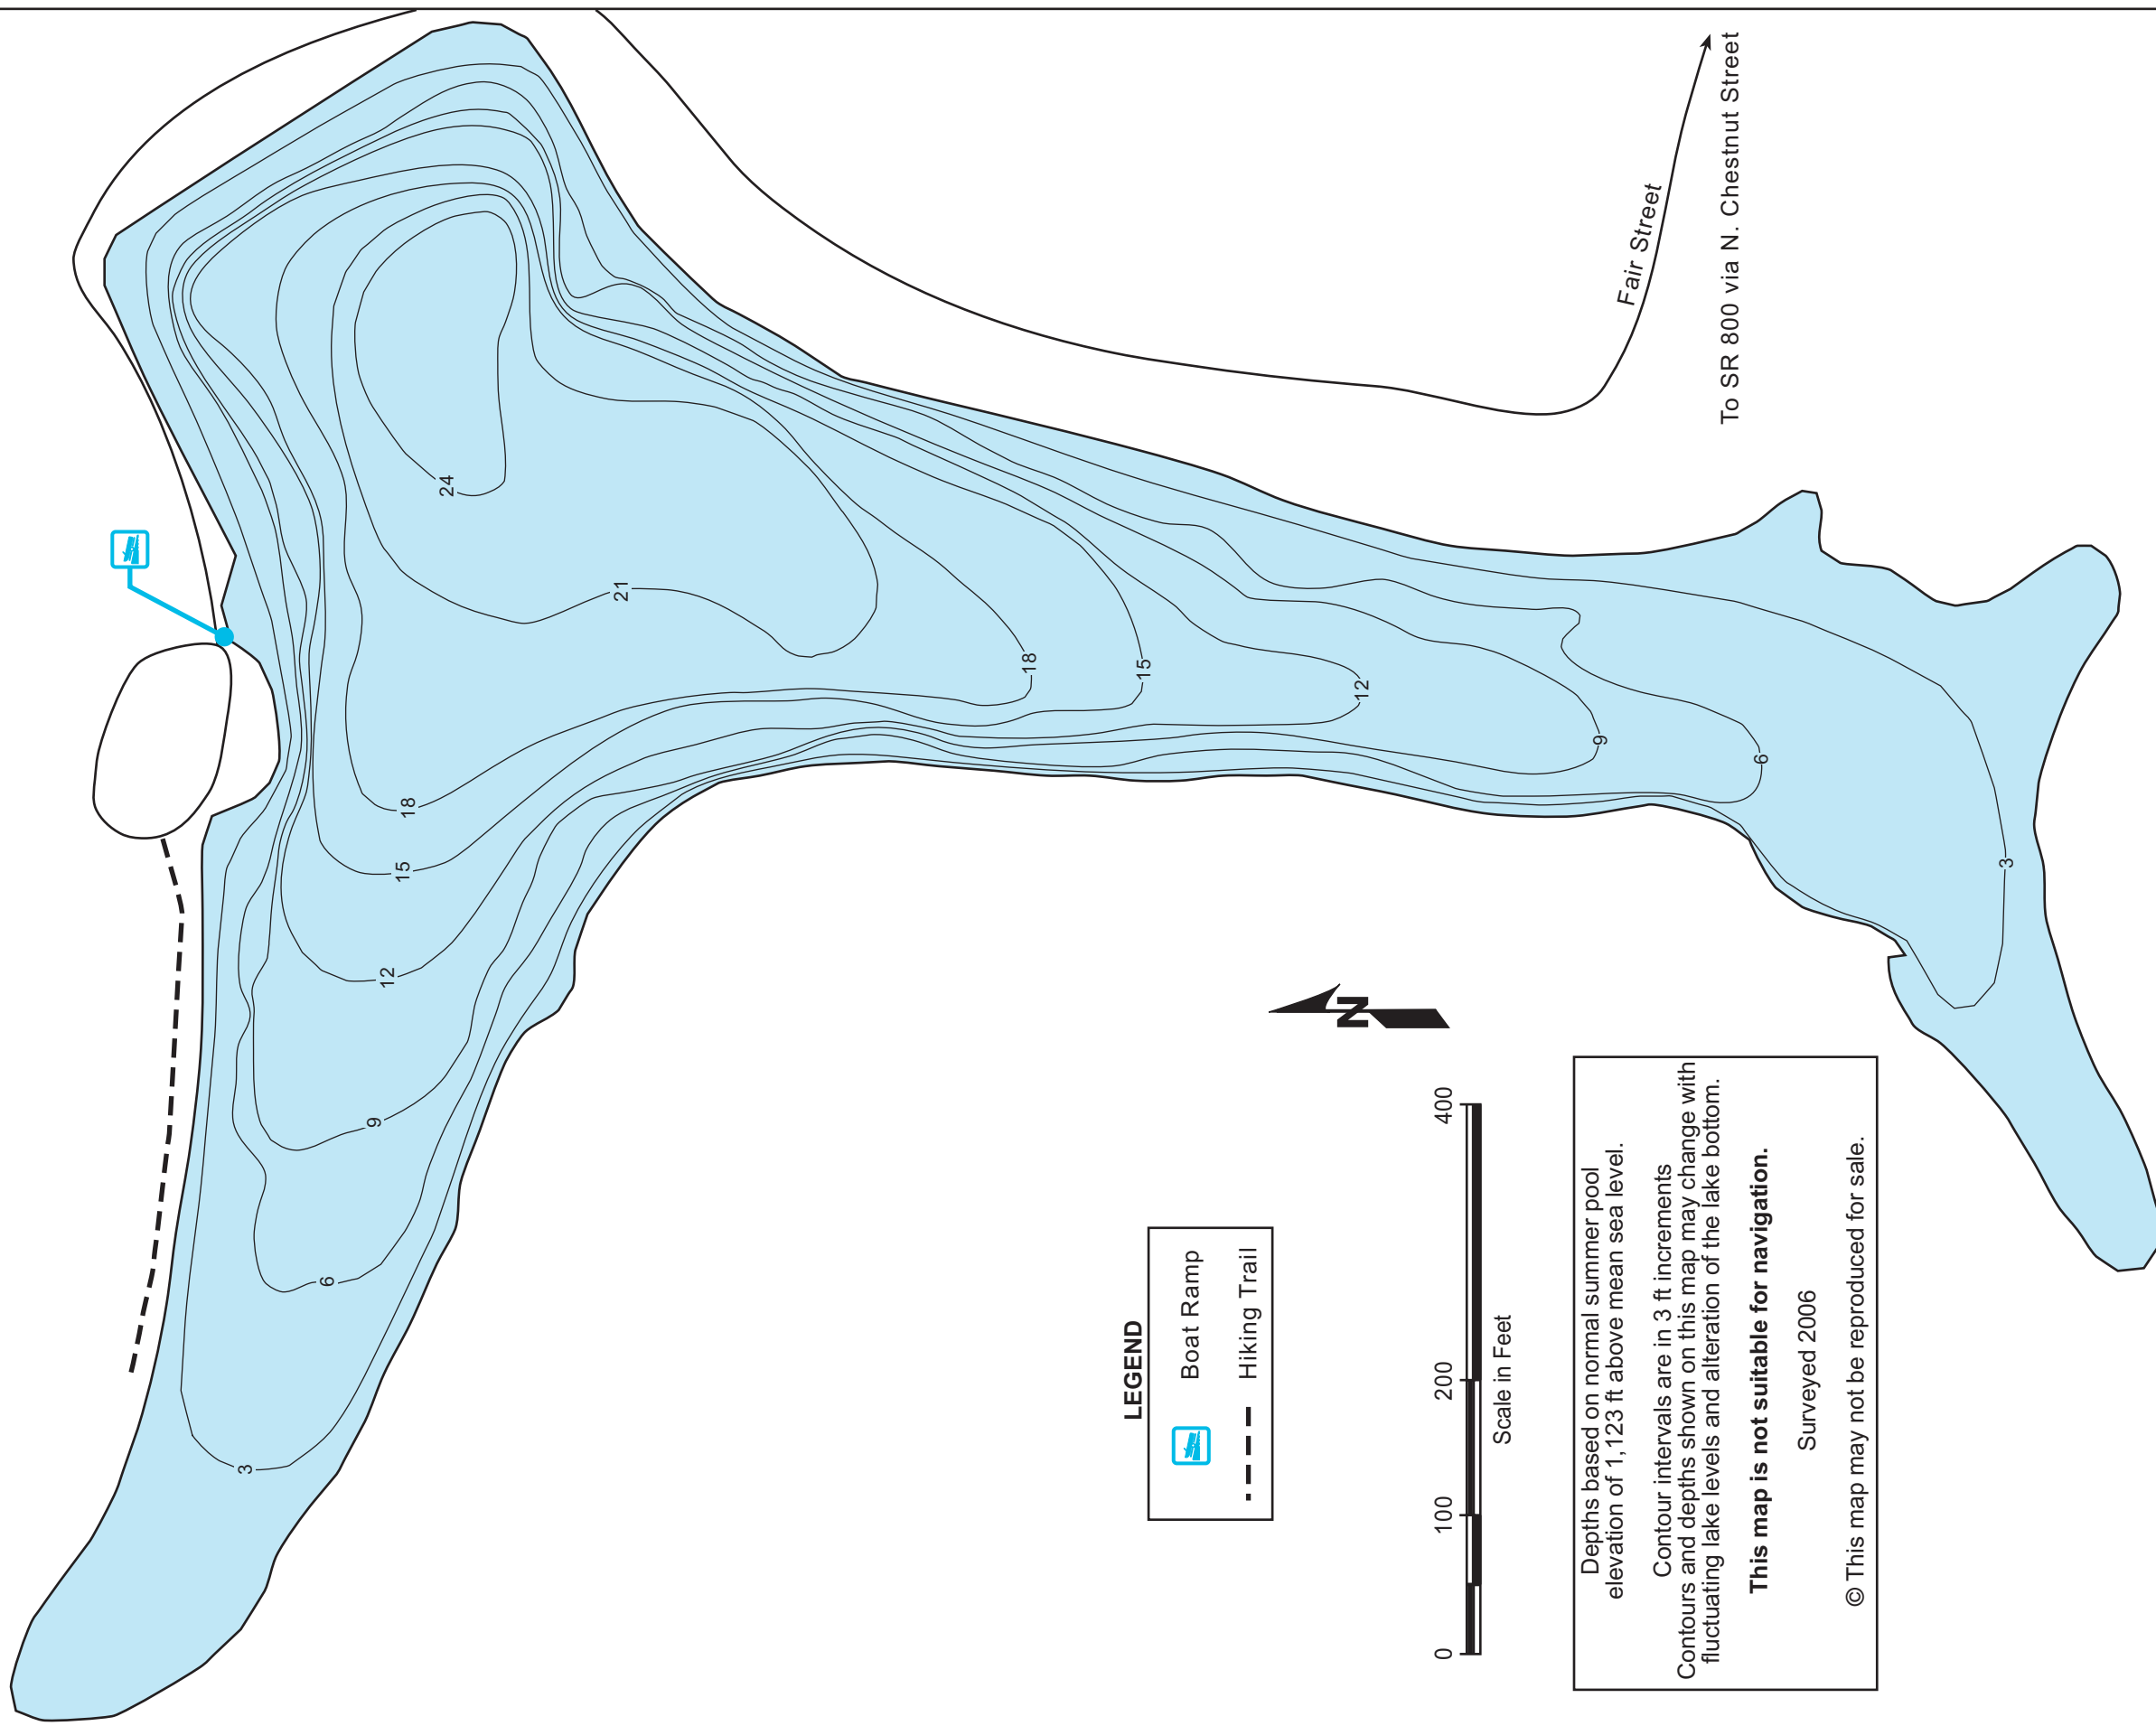 Fair Street
To SR 800 via N. Chestnut Street
24
21
18
15
12
9
6
3
18
15
12
9
6
3
N
LEGEND
Boat Ramp
Hiking Trail
0 100 200 400
Scale in Feet
Depths based on normal summer pool
elevation of 1,123 ft above mean sea level.
Contour intervals are in 3 ft increments
Contours and depths shown on this map may change with
fluctuating lake levels and alteration of the lake bottom.
This map is not suitable for navigation.
Surveyed 2006
© This map may not be reproduced for sale.